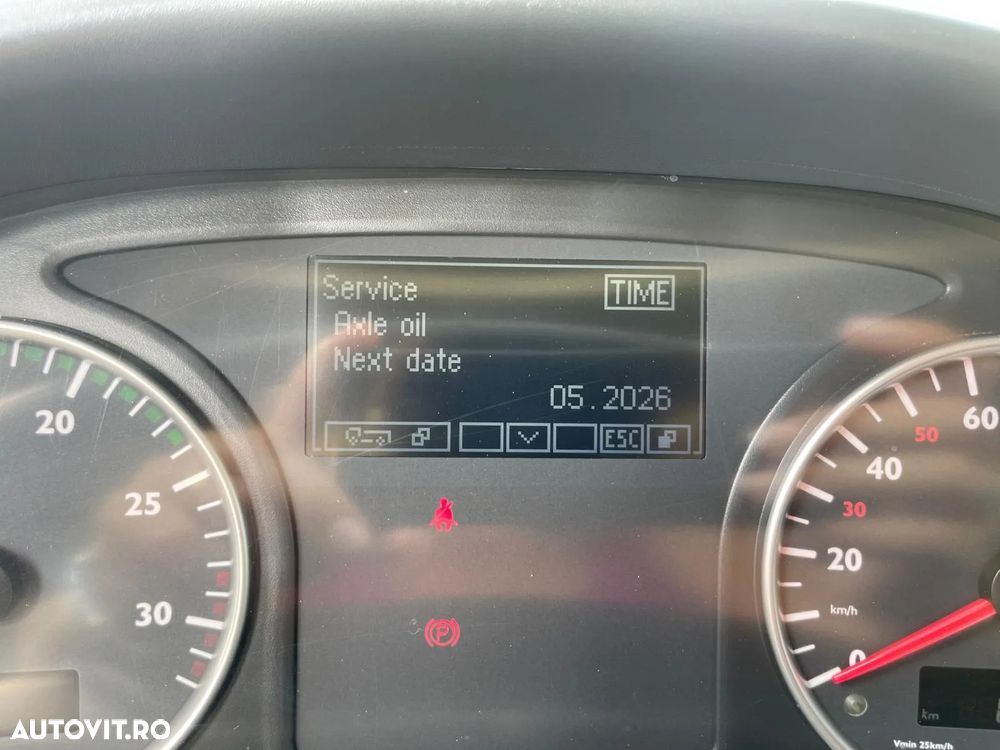 Service
TIME
Axle oil
Next date
05.2026
ESC
20
25
30
60
50
40
30
20
km/h
0
P
km
Vmin 25km/h
AUTOVIT.RO